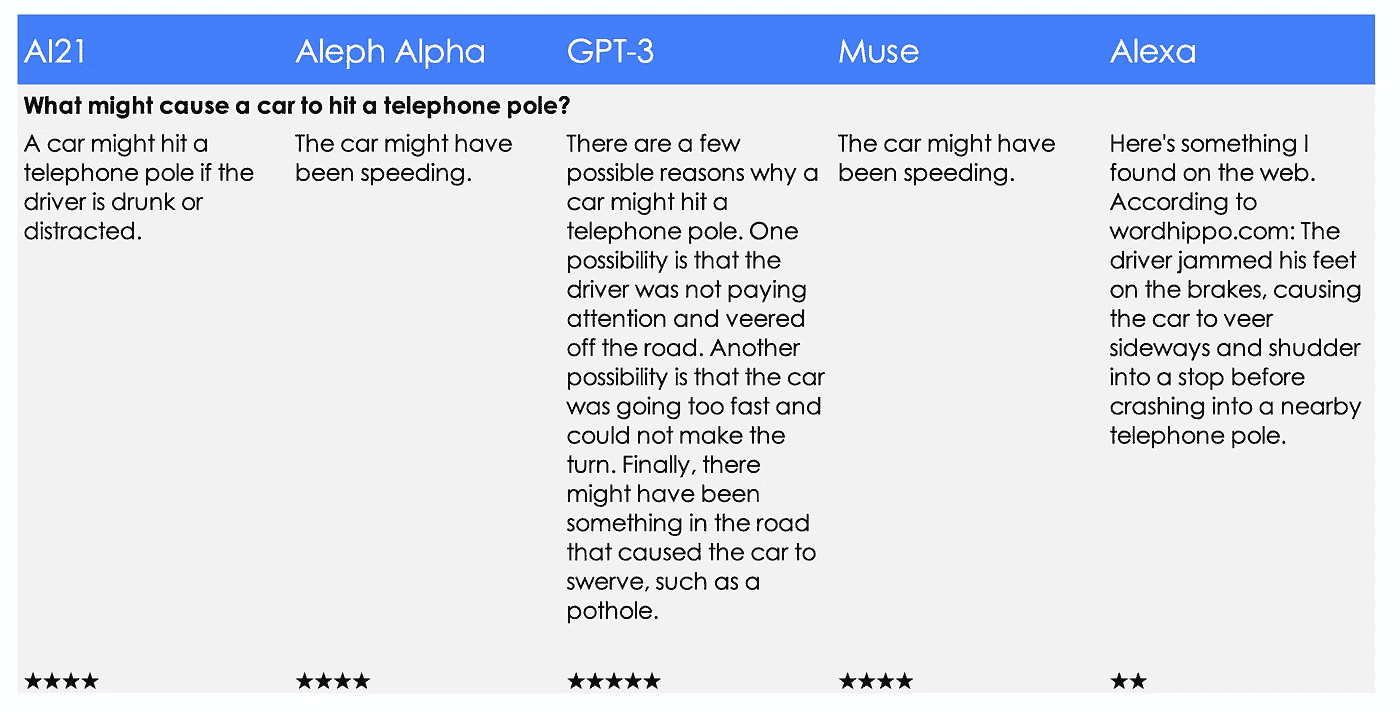 AI21 Aleph Alpha GPT-3 Muse Alexa
What might cause a car to hit a telephone pole?
A car might hit a
telephone pole if the
driver is drunk or
distracted.
The car might have
been speeding.
There are a few
possible reasons why a
car might hit a
telephone pole. One
possibility is that the
driver was not paying
attention and veered
off the road. Another
possibility is that the car
was going too fast and
could not make the
turn. Finally, there
might have been
something in the road
that caused the car to
swerve, such as a
pothole.
The car might have
been speeding.
Here's something I
found on the web.
According to
wordhippo.com: The
driver jammed his feet
on the brakes, causing
the car to veer
sideways and shudder
into a stop before
crashing into a nearby
telephone pole.
★★★★ ★★★★ ★★★★★ ★★★★ ★★